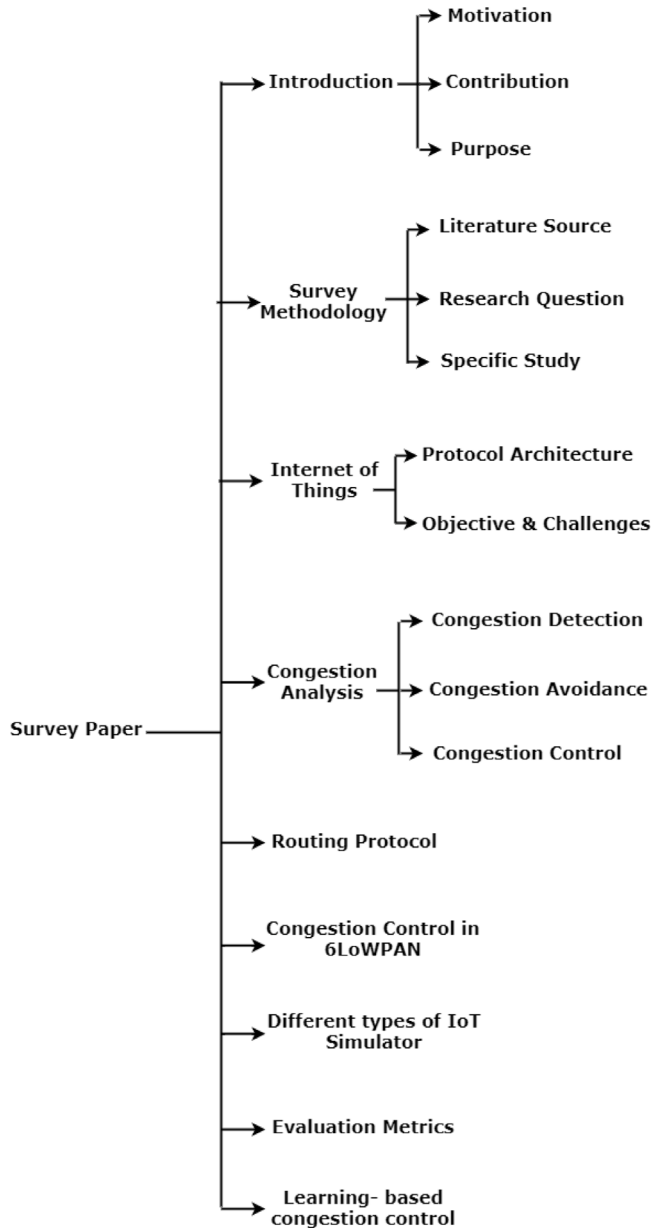 Survey Paper
Introduction
Motivation
Contribution
Purpose
Survey
Methodology
Literature Source
Research Question
Specific Study
Internet of
Things
Protocol Architecture
Objective & Challenges
Congestion
Analysis
Congestion Detection
Congestion Avoidance
Congestion Control
Routing Protocol
Congestion Control in
6LoWPAN
Different types of IoT
Simulator
Evaluation Metrics
Learning- based
congestion control